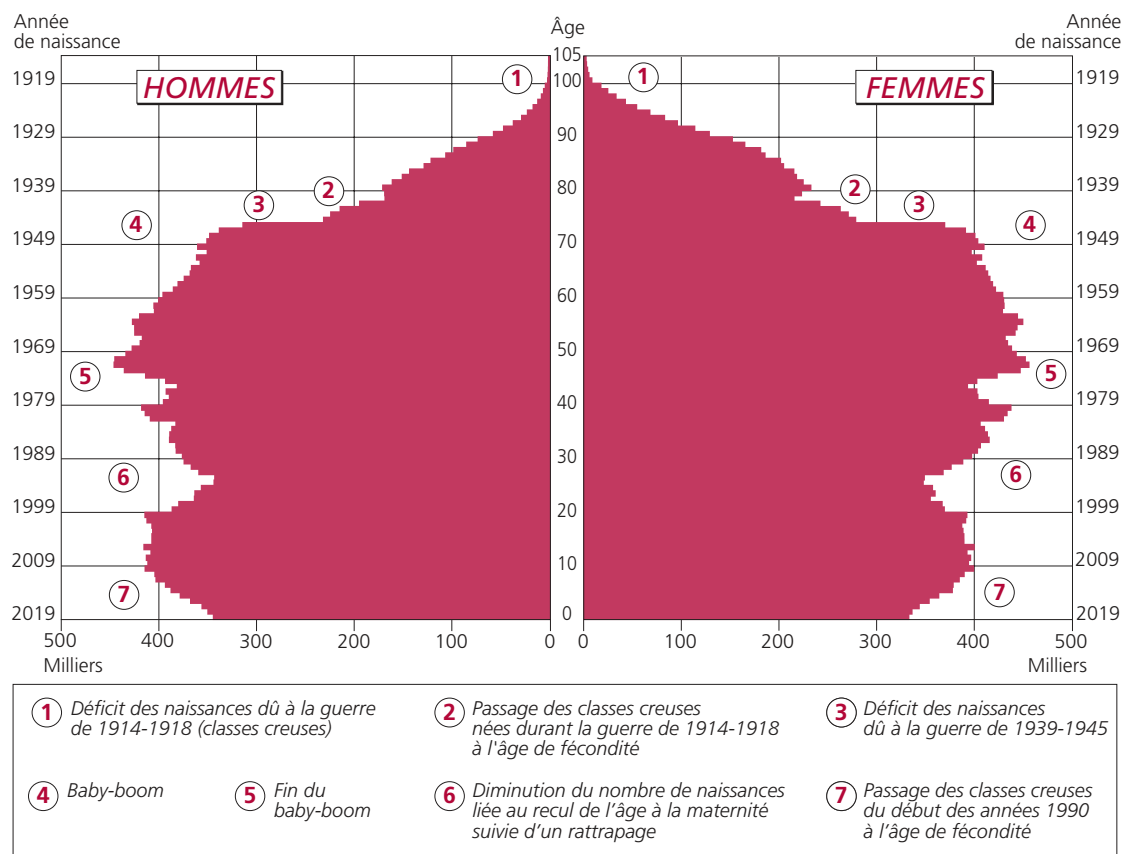 Année
de naissance
Âge
Année
de naissance
HOMMES
FEMMES
1
1
105
1919
100
1919
1929
90
1929
1939
2
80
2
1939
4
3
3
4
1949
70
1949
1959
60
1959
1969
50
1969
5
5
1979
40
1979
1989
30
1989
6
6
1999
20
1999
2009
10
2009
7
7
2019
0
2019
500
400
300
200
100
0
0
100
200
300
400
500
Milliers
Milliers
1 Déficit des naissances dû à la guerre
de 1914-1918 (classes creuses)
2 Passage des classes creuses
nées durant la guerre de 1914-1918
à l'âge de fécondité
3 Déficit des naissances
dû à la guerre de 1939-1945
4 Baby-boom
5 Fin du
baby-boom
6 Diminution du nombre de naissances
liée au recul de l'âge à la maternité
suivie d'un rattrapage
7 Passage des classes creuses
du début des années 1990
à l'âge de fécondité